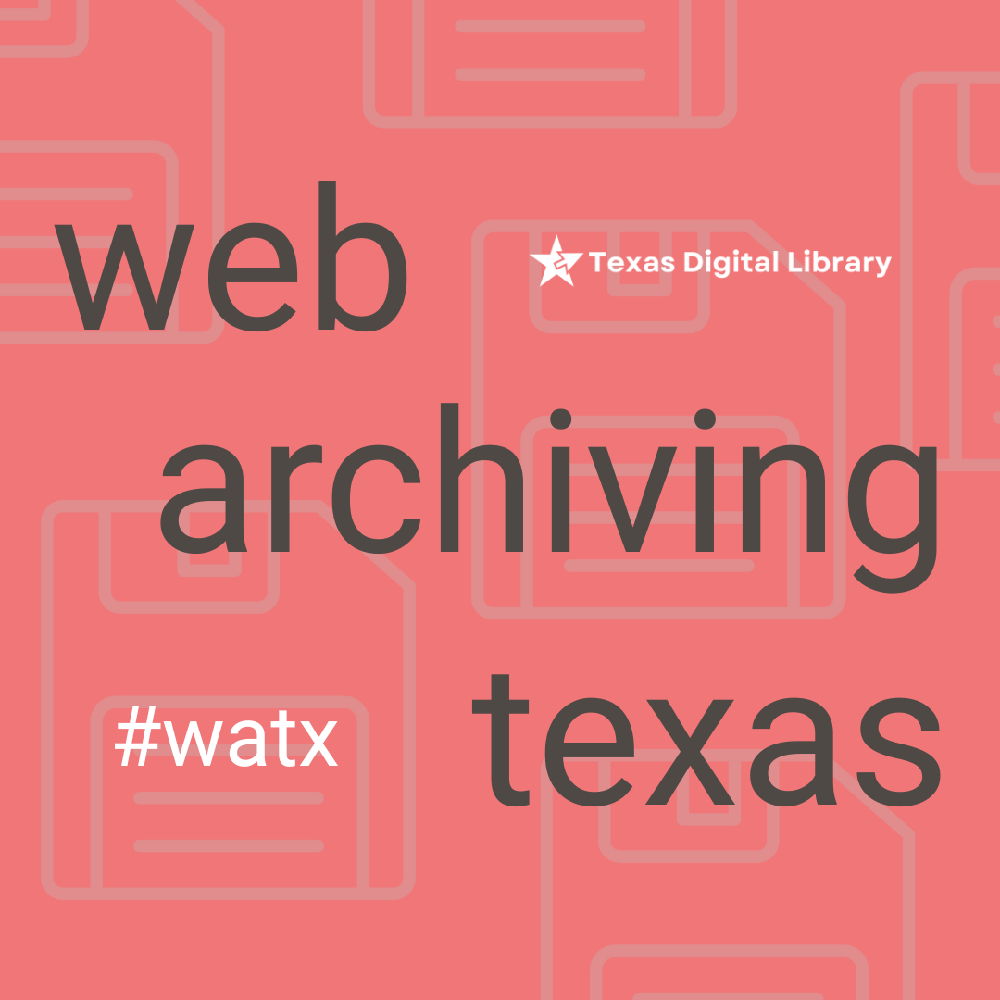 web
Texas Digital Library
archiving
texas
#watx